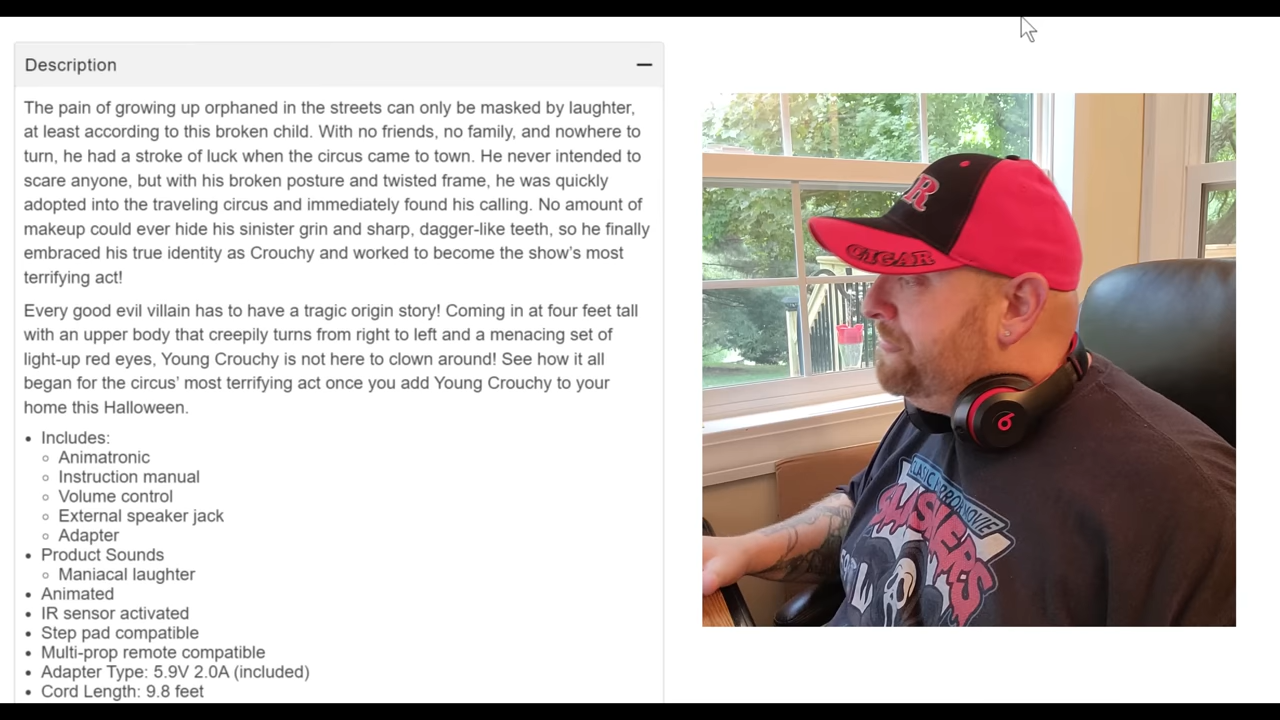 Description
The pain of growing up orphaned in the streets can only be masked by laughter,
at least according to this broken child. With no friends, no family, and nowhere to
turn, he had a stroke of luck when the circus came to town. He never intended to
scare anyone, but with his broken posture and twisted frame, he was quickly
adopted into the traveling circus and immediately found his calling. No amount of
makeup could ever hide his sinister grin and sharp, dagger-like teeth, so he finally
embraced his true identity as Crouchy and worked to become the show’s most
terrifying act!
Every good evil villain has to have a tragic origin story! Coming in at four feet tall
with an upper body that creepily turns from right to left and a menacing set of
light-up red eyes, Young Crouchy is not here to clown around! See how it all
began for the circus’ most terrifying act once you add Young Crouchy to your
home this Halloween.
• Includes:
◦ Animatronic
◦ Instruction manual
◦ Volume control
◦ External speaker jack
◦ Adapter
• Product Sounds
◦ Maniacal laughter
• Animated
• IR sensor activated
• Step pad compatible
• Multi-prop remote compatible
• Adapter Type: 5.9V 2.0A (included)
• Cord Length: 9.8 feet
R
CIGAR
MOVIE
SLASHERS